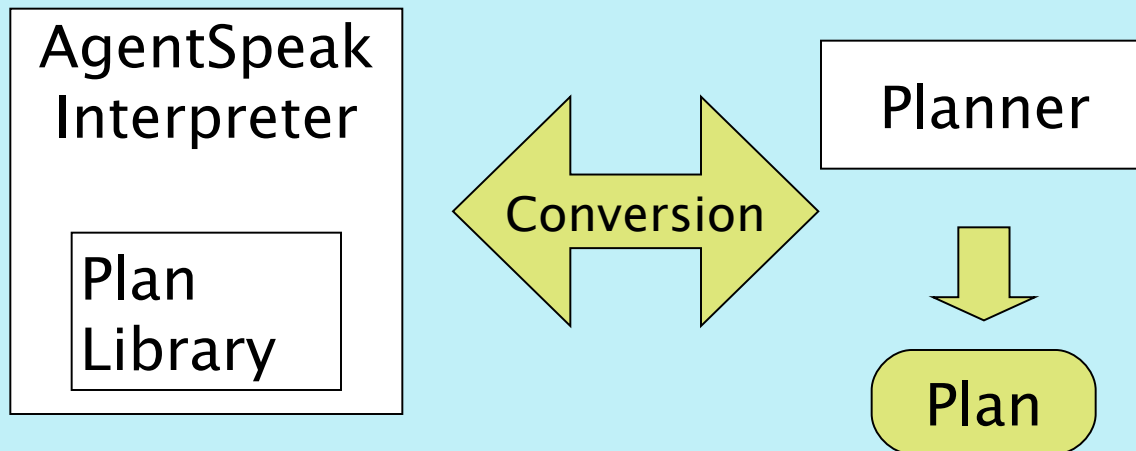 AgentSpeak
Interpreter
Plan
Library
Conversion
Planner
Plan